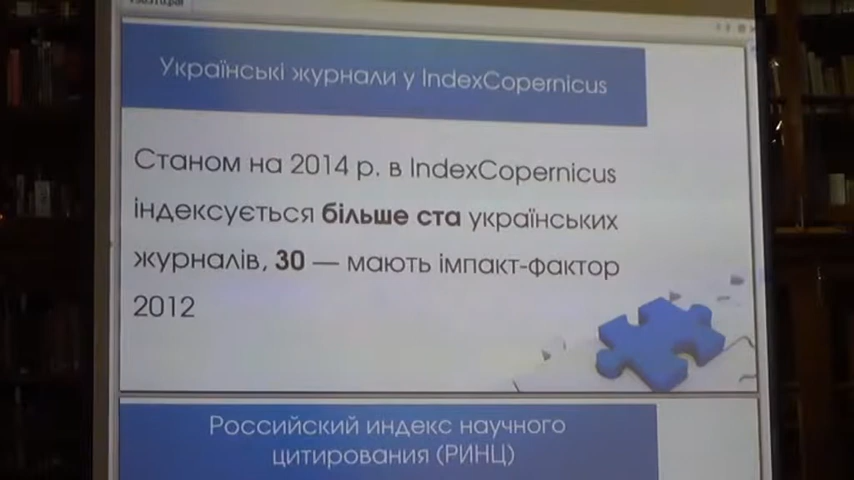 Українські журнали у IndexCopernicus
Станом на 2014 р. в IndexCopernicus
індексується більше ста українських
журналів, 30 — мають імпакт-фактор
2012
Российский индекс научного
цитирования (РИНЦ)